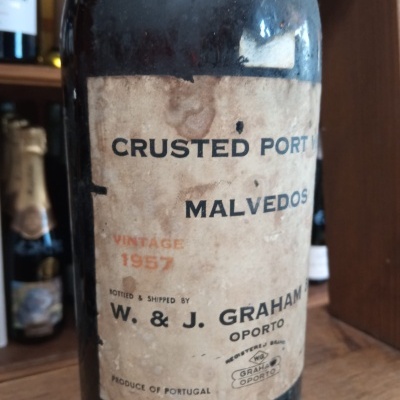 CRUSTED PORT
MALVEDOS
VINTAGE
1957
BOTTLED & SHIPPED BY
W. & J. GRAHAM
OPORTO
REGISTERED BRAND
GRAHAM
OPORTO
PRODUCE OF PORTUGAL